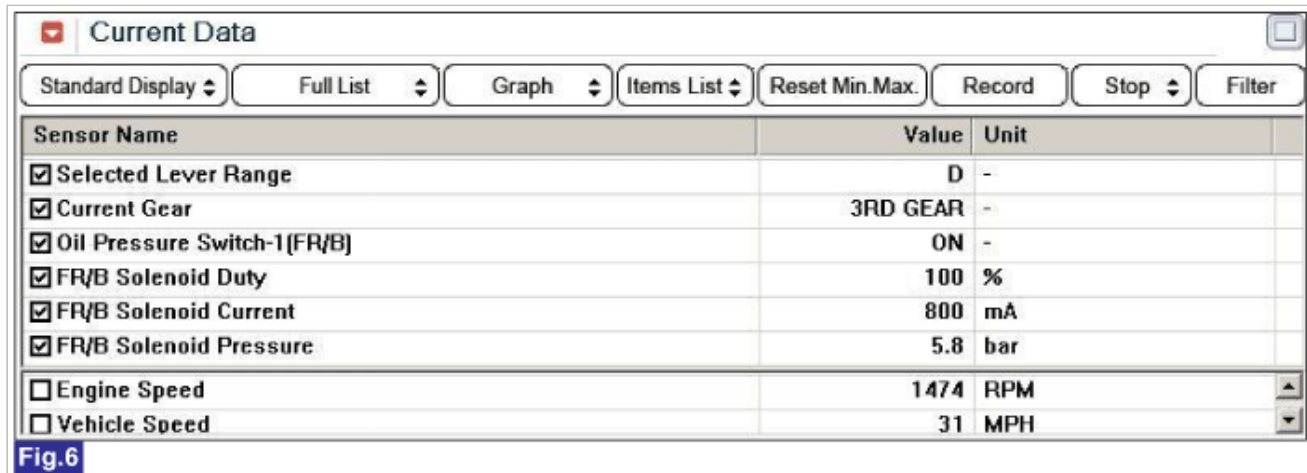 Current Data
Standard Display Full List Graph Items List Reset Min.Max. Record Stop Filter
Sensor Name Value Unit
Selected Lever Range D -
Current Gear 3RD GEAR -
Oil Pressure Switch-1(FR/B) ON -
FR/B Solenoid Duty 100 %
FR/B Solenoid Current 800 mA
FR/B Solenoid Pressure 5.8 bar
Engine Speed 1474 RPM
Vehicle Speed 31 MPH
Fig.6